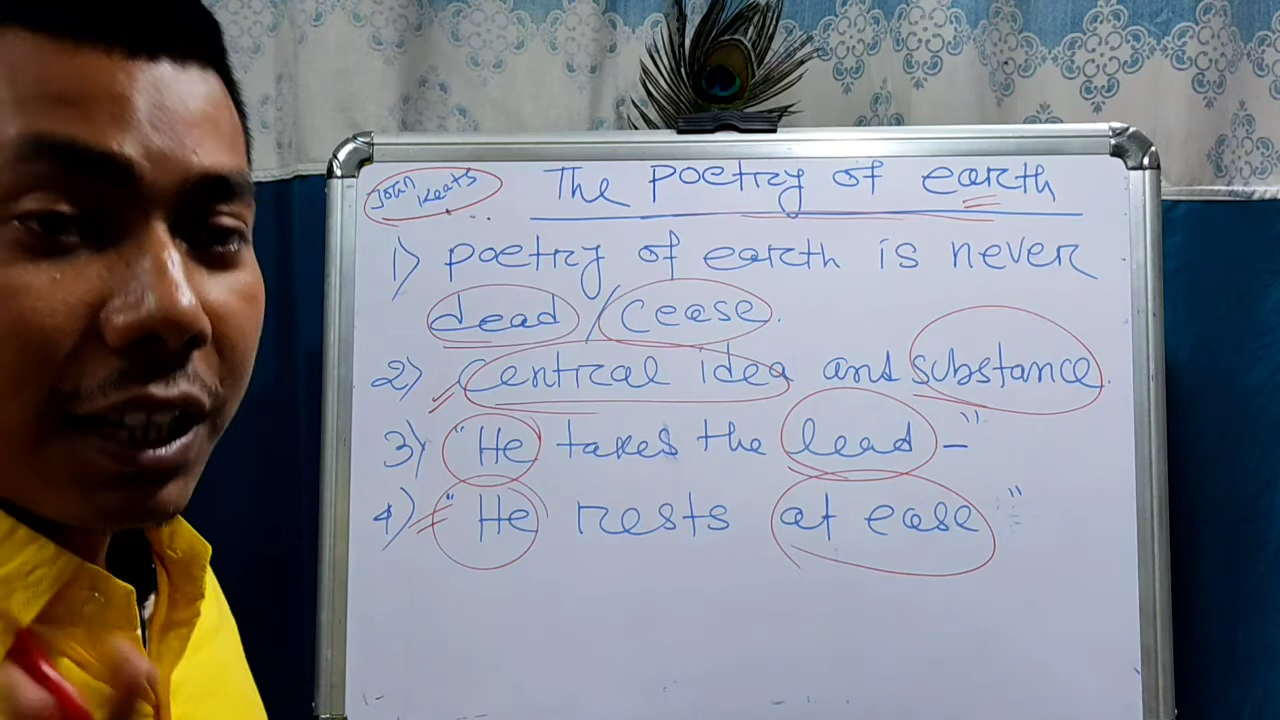 John
Keats
The Poetry of earth
1) poetry of earth is never
dead / cease.
2) Central idea and substance.
3) "He takes the lead - "
4) "He rests at ease "